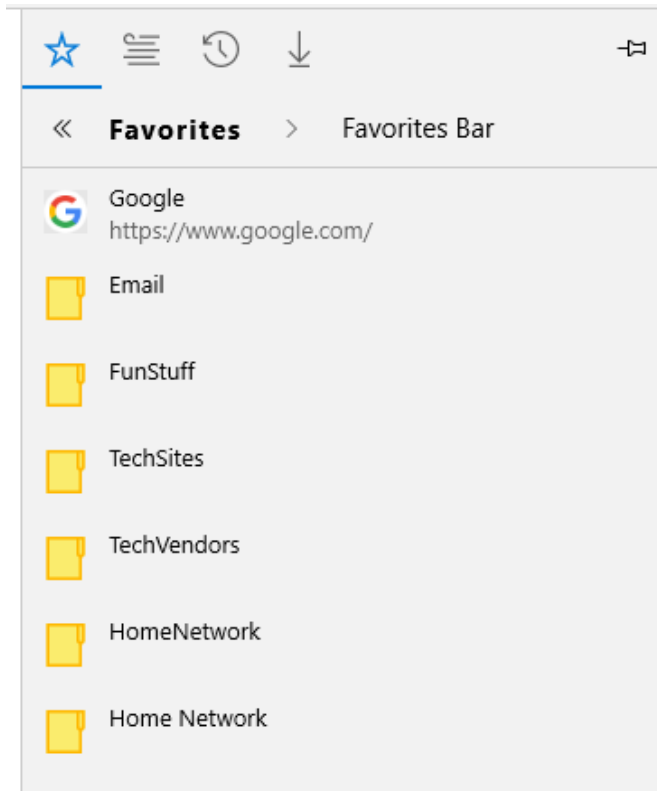 Favorites > Favorites Bar
Google
https://www.google.com/
Email
FunStuff
TechSites
TechVendors
HomeNetwork
Home Network